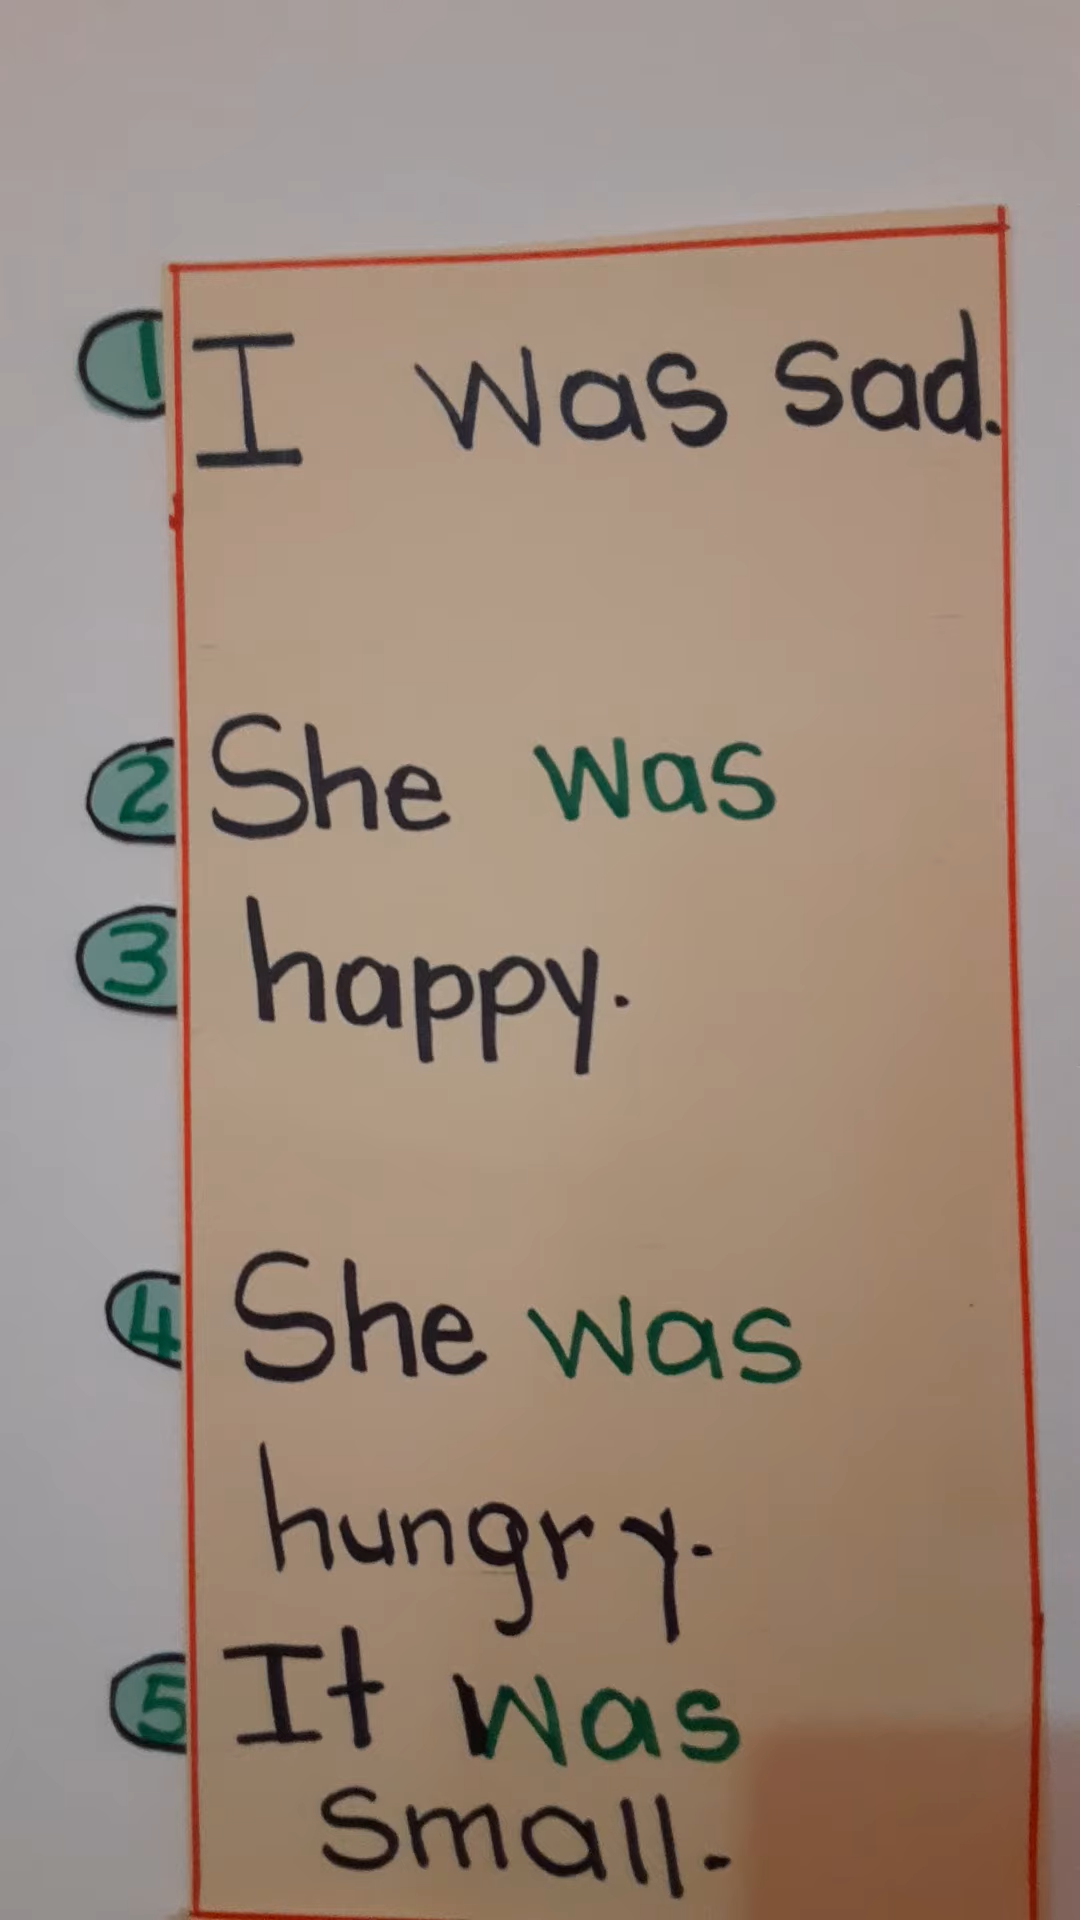 1 I was sad.
2 She was
3 happy.
4 She was
hungry.
5 It was
small.